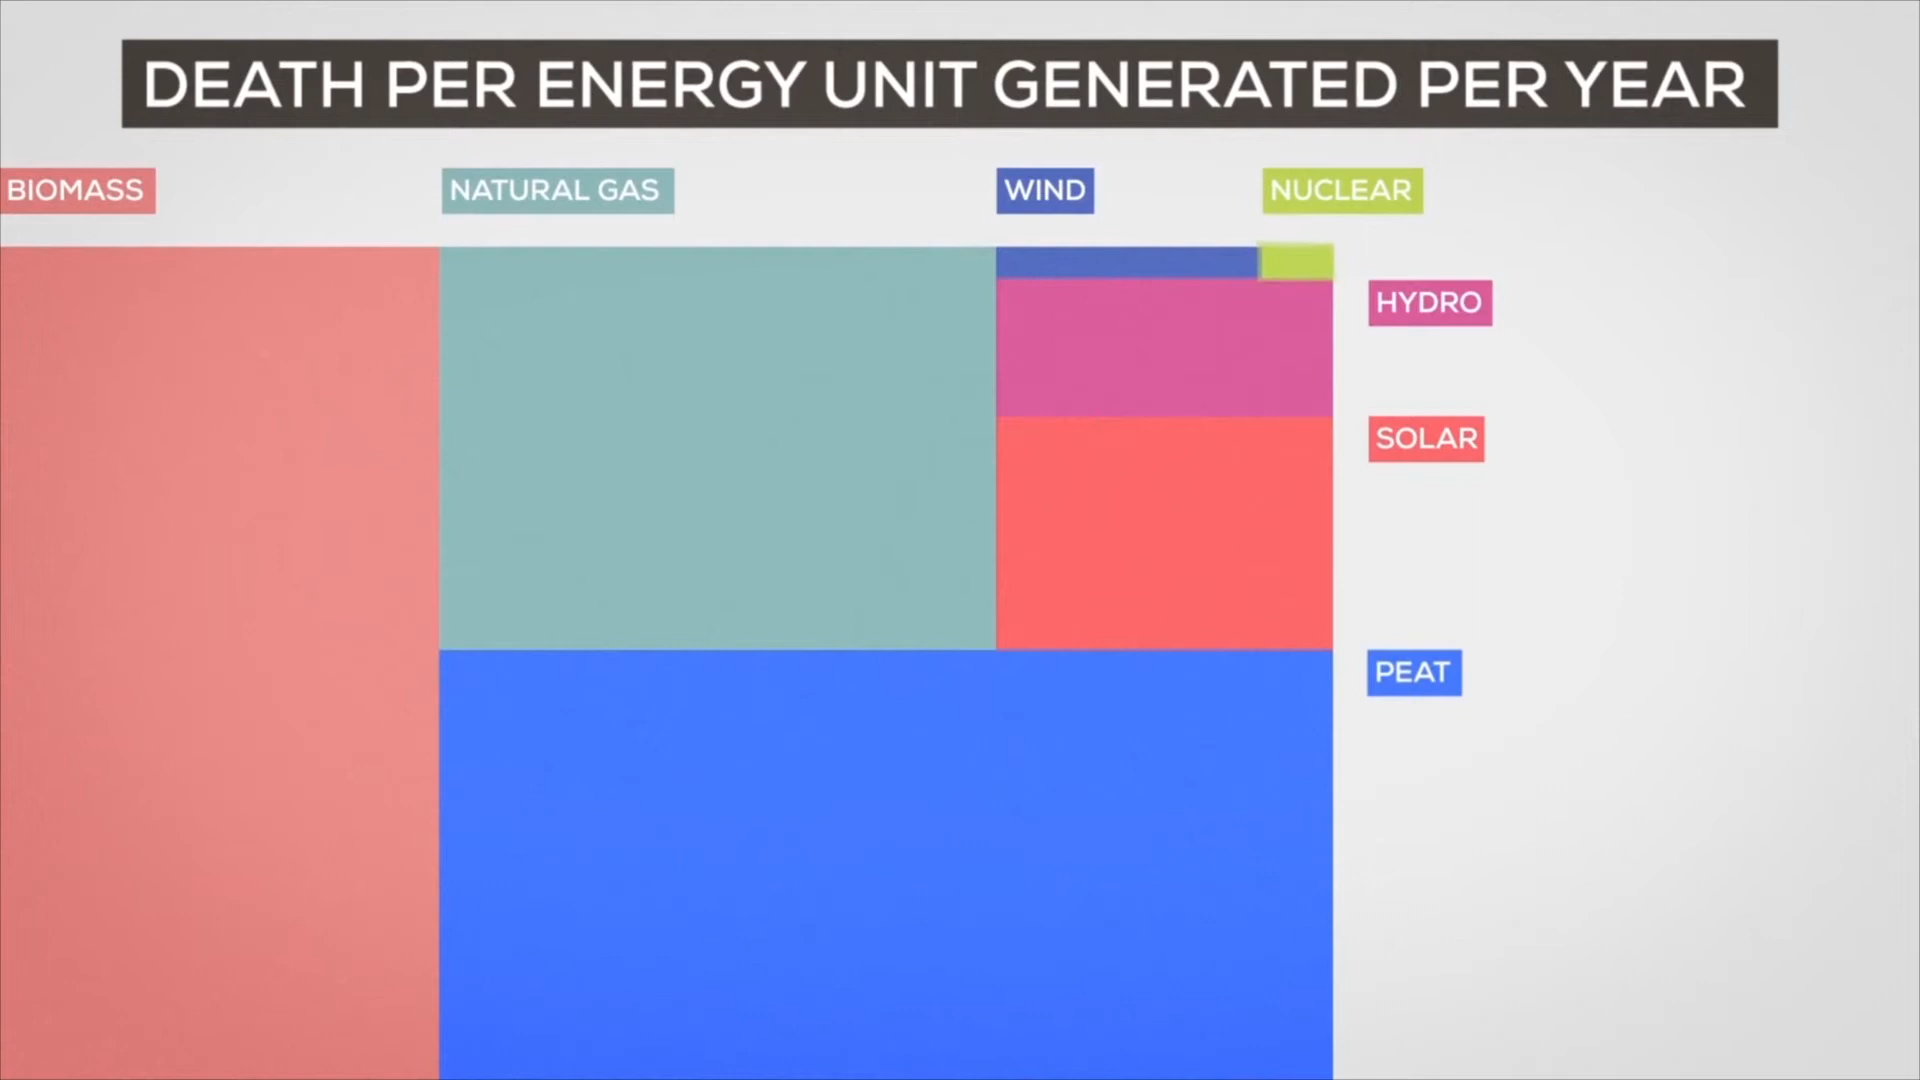 DEATH PER ENERGY UNIT GENERATED PER YEAR
BIOMASS
NATURAL GAS
WIND
NUCLEAR
HYDRO
SOLAR
PEAT